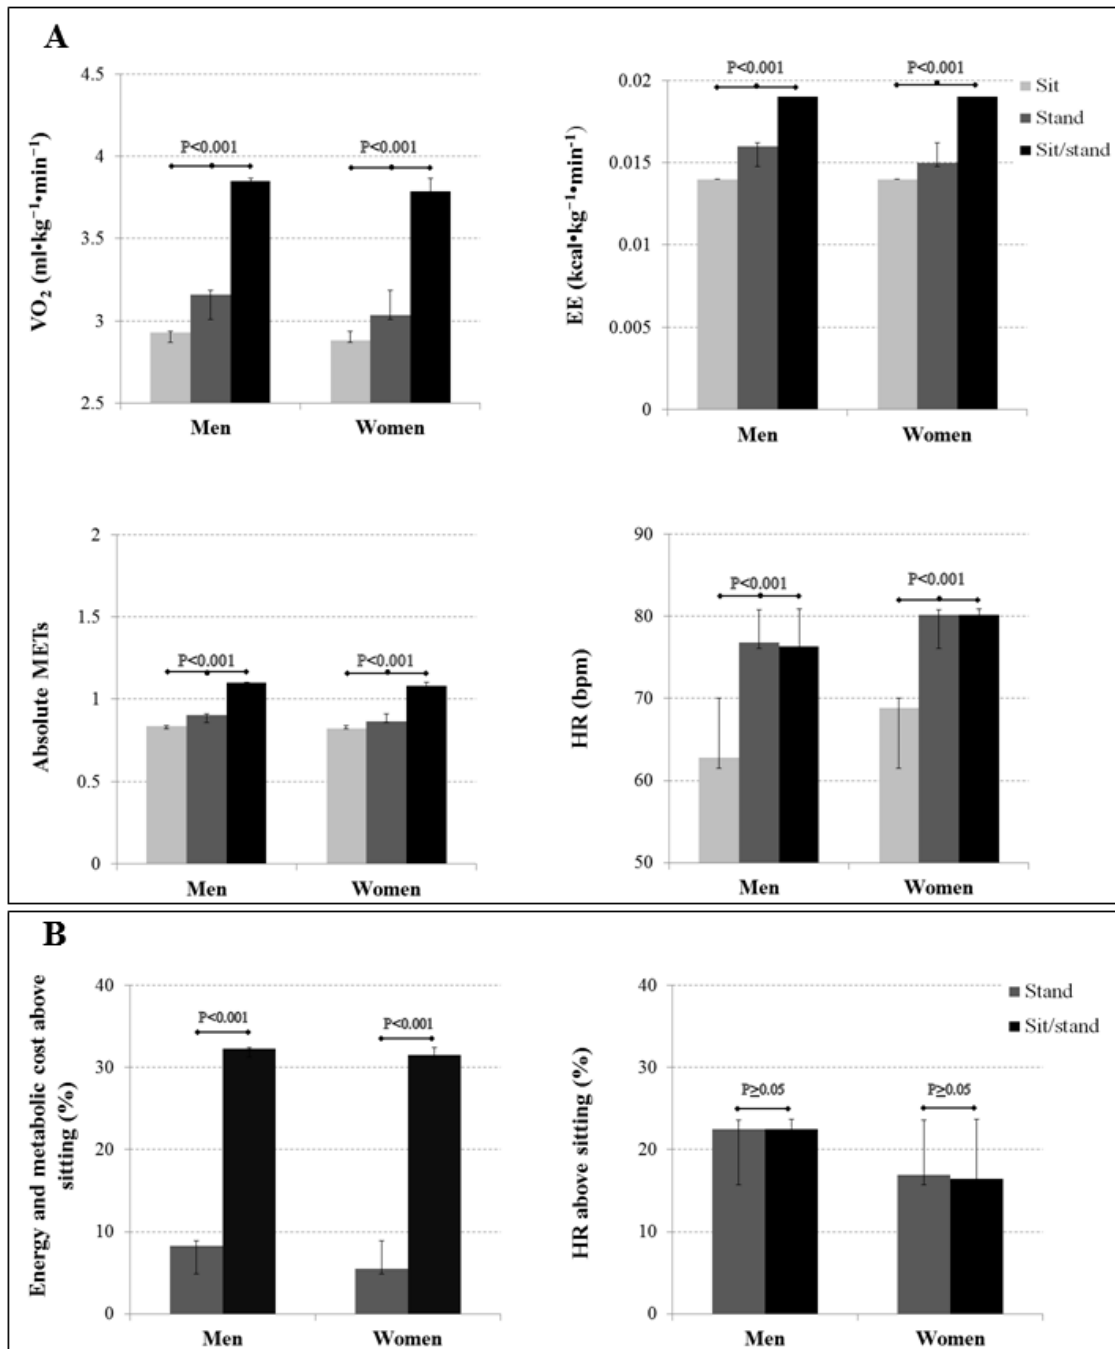 A
VO₂ (ml•kg⁻¹•min⁻¹)
4.5
4
3.5
3
2.5
P<0.001
P<0.001
Men
Women
EE (kcal•kg⁻¹•min⁻¹)
0.02
0.015
0.01
0.005
0
P<0.001
P<0.001
Men
Women
Sit
Stand
Sit/stand
Absolute METs
2
1.5
1
0.5
0
P<0.001
P<0.001
Men
Women
HR (bpm)
90
80
70
60
50
P<0.001
P<0.001
Men
Women
B
Energy and metabolic cost above
sitting (%)
40
30
20
10
0
P<0.001
P<0.001
Men
Women
HR above sitting (%)
40
30
20
10
0
P≥0.05
P≥0.05
Men
Women
Stand
Sit/stand